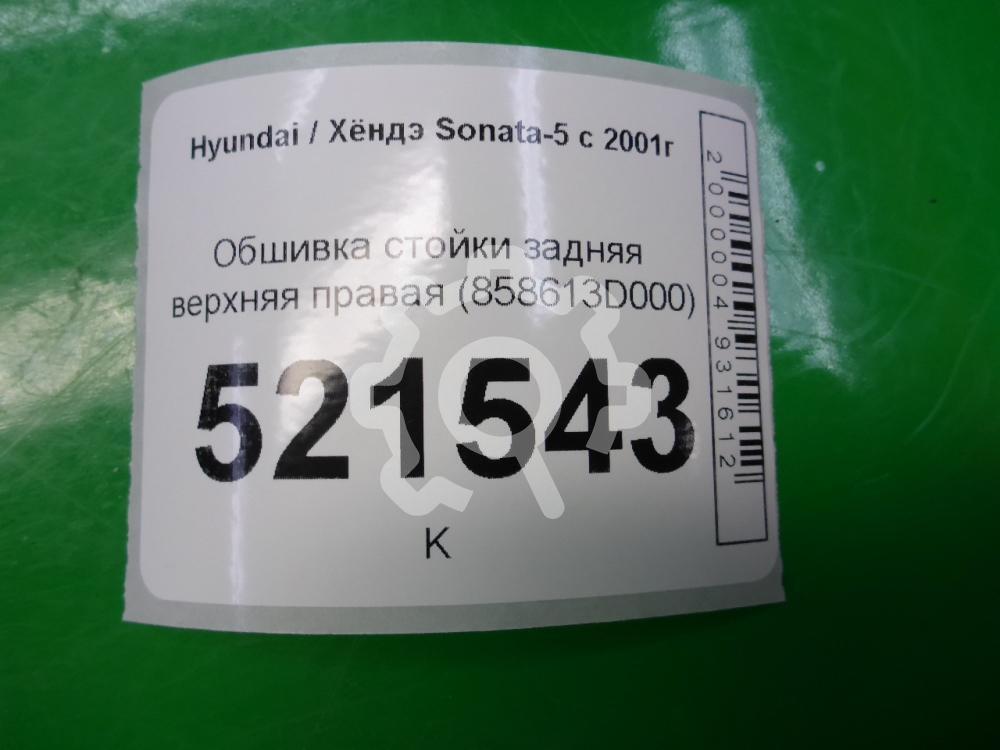 Hyundai / Хёндэ Sonata-5 с 2001г
Обшивка стойки задняя
верхняя правая (858613D000)
521543
К
2000004931612